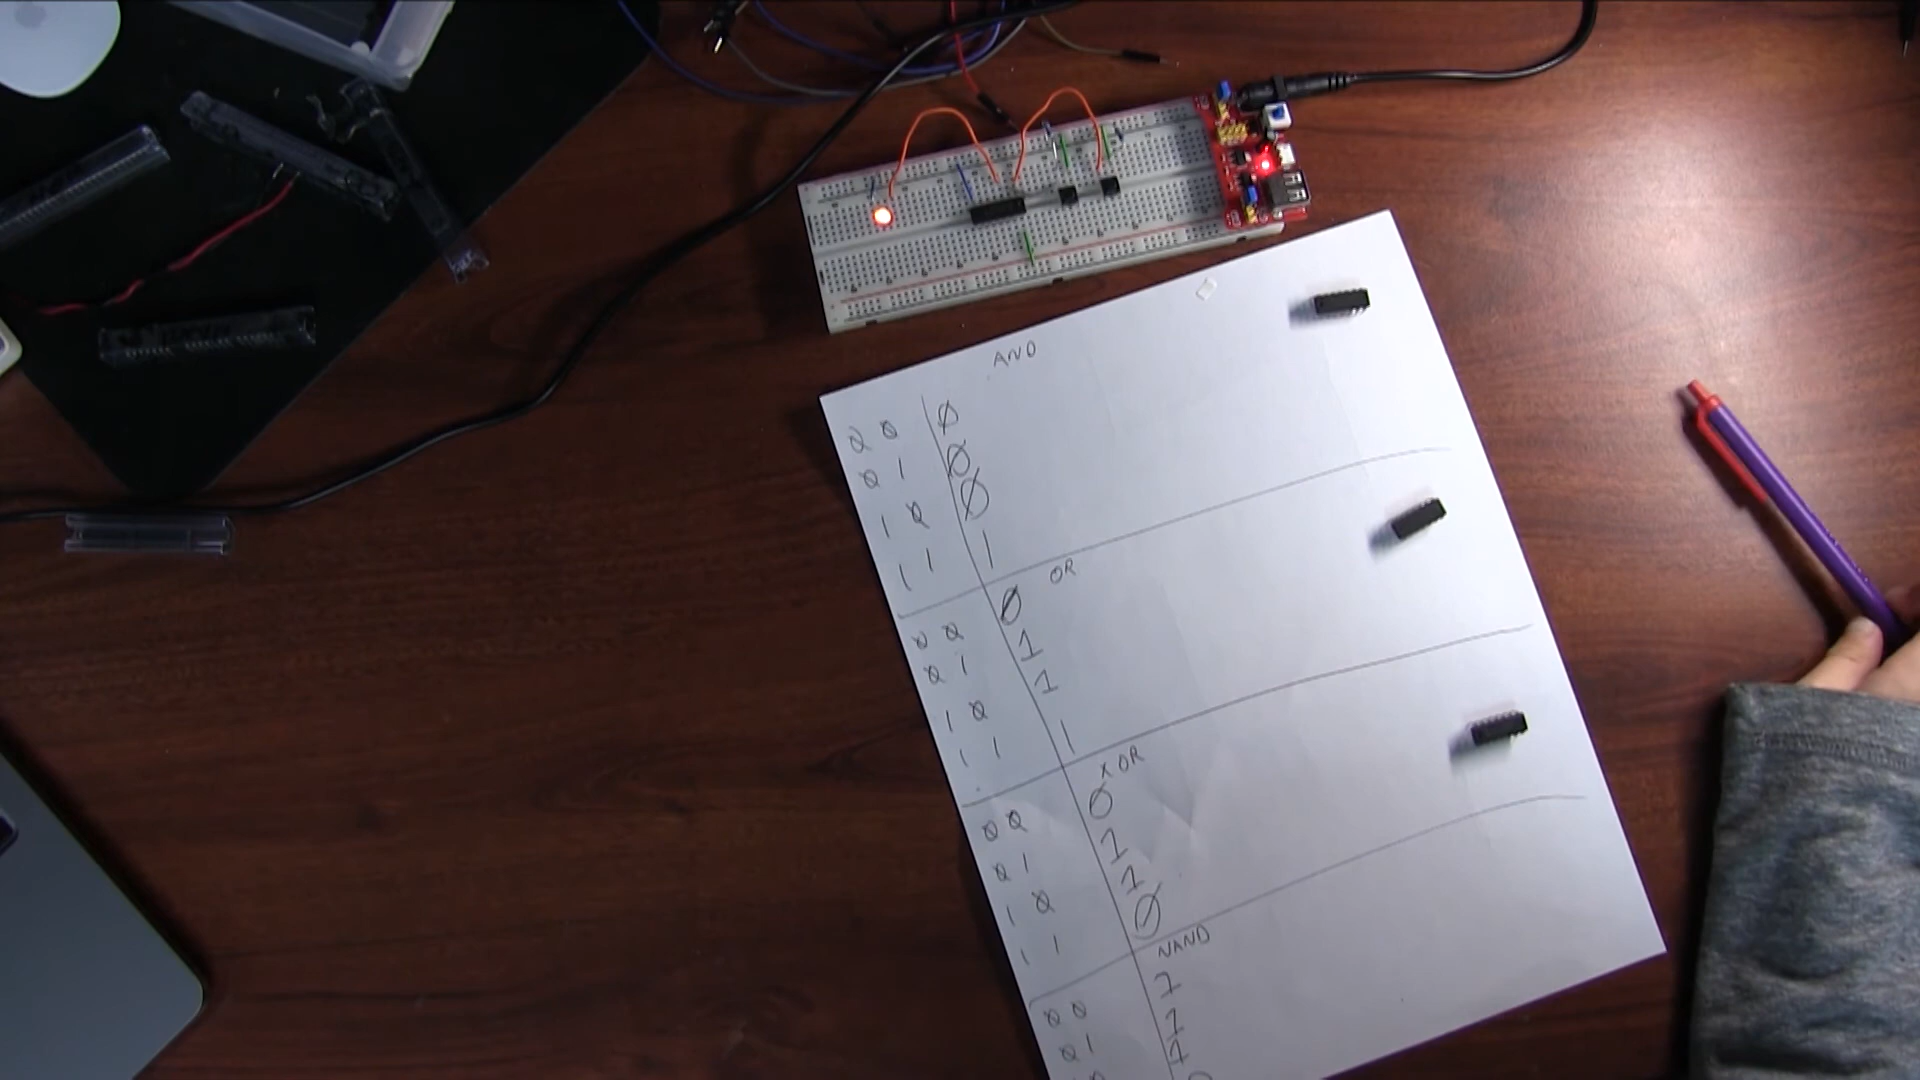 AND
0 0 | 0
0 1 | 0
1 0 | 0
1 1 | 1
OR
0 0 | 0
0 1 | 1
1 0 | 1
1 1 | 1
XOR
0 0 | 0
0 1 | 1
1 0 | 1
1 1 | 0
NAND
0 0 | 1
0 1 | 1